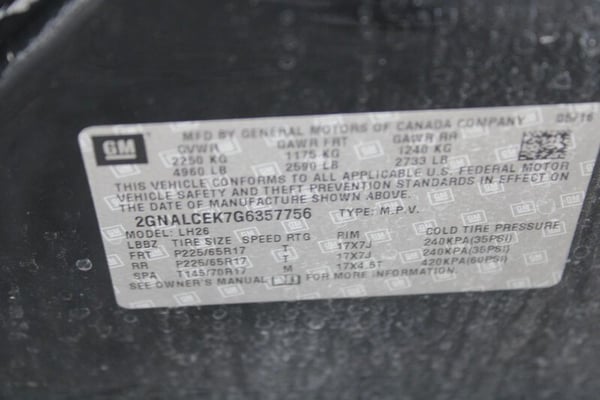 MFD BY GENERAL MOTORS OF CANADA COMPANY 05/16
GM GVWR GAWR FRT GAWR RR
2250 KG 1175 KG 1240 KG
4960 LB 2590 LB 2733 LB
THIS VEHICLE CONFORMS TO ALL APPLICABLE U.S. FEDERAL MOTOR
VEHICLE SAFETY AND THEFT PREVENTION STANDARDS IN EFFECT ON
THE DATE OF MANUFACTURE SHOWN ABOVE.
2GNALCEK7G6357756 TYPE: M.P.V.
MODEL: LH26
LBBZ TIRE SIZE SPEED RTG RIM COLD TIRE PRESSURE
FRT P225/65R17 T 17X7J 240KPA(35PSI)
RR P225/65R17 T 17X7J 240KPA(35PSI)
SPA T145/70R17 M 17X4.5T 420KPA(60PSI)
SEE OWNER'S MANUAL FOR MORE INFORMATION.